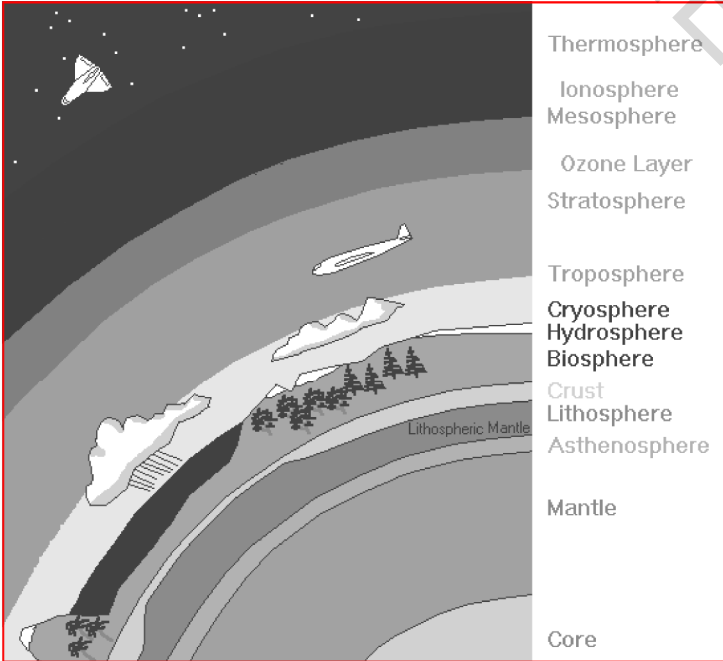 Thermosphere
Ionosphere
Mesosphere
Ozone Layer
Stratosphere
Troposphere
Cryosphere
Hydrosphere
Biosphere
Crust
Lithosphere
Lithospheric Mantle
Asthenosphere
Mantle
Core